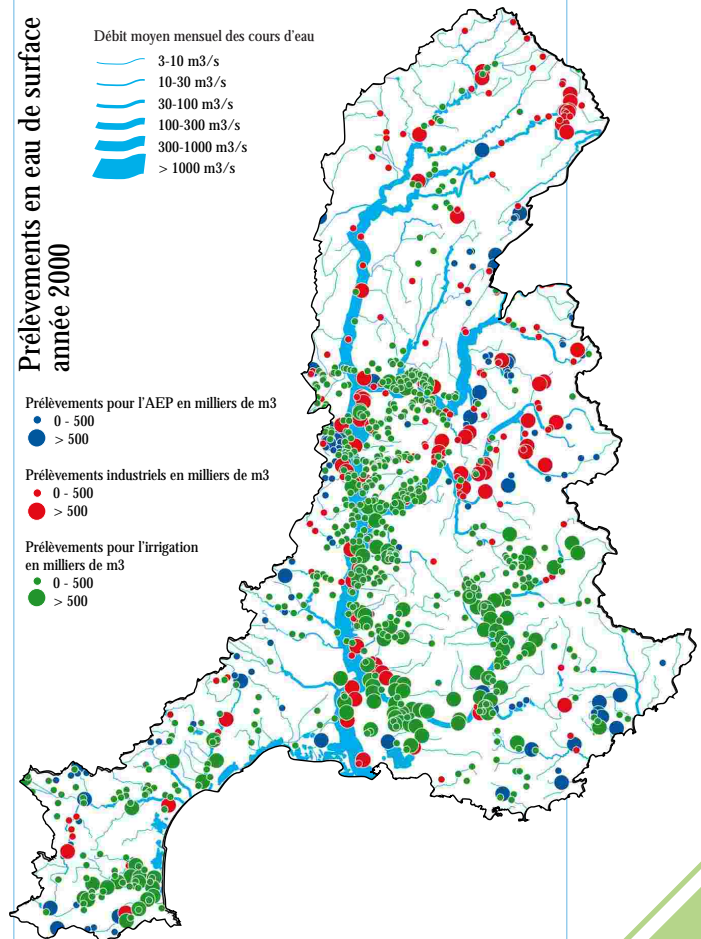 Prélèvements en eau de surface
année 2000
Débit moyen mensuel des cours d'eau
3-10 m3/s
10-30 m3/s
30-100 m3/s
100-300 m3/s
300-1000 m3/s
> 1000 m3/s
Prélèvements pour l'AEP en milliers de m3
0 - 500
> 500
Prélèvements industriels en milliers de m3
0 - 500
> 500
Prélèvements pour l'irrigation
en milliers de m3
0 - 500
> 500